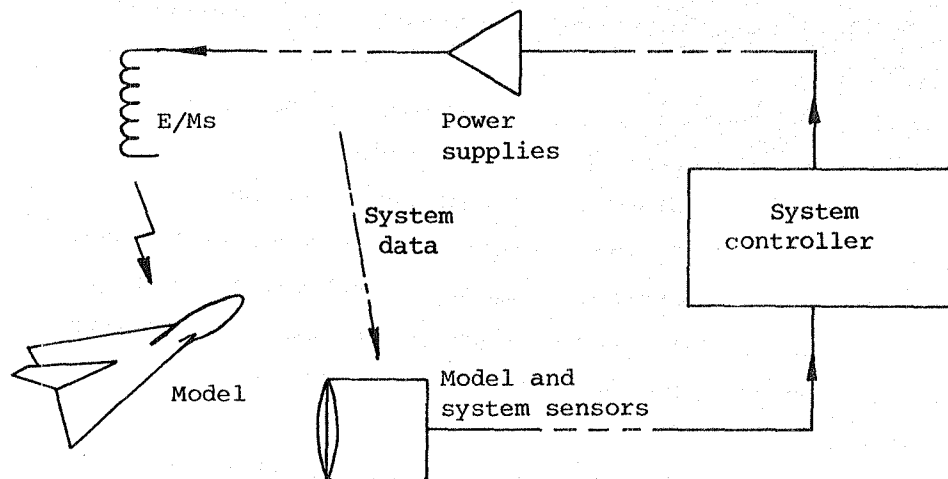 E/Ms
Power
supplies
System
data
System
controller
Model
Model and
system sensors